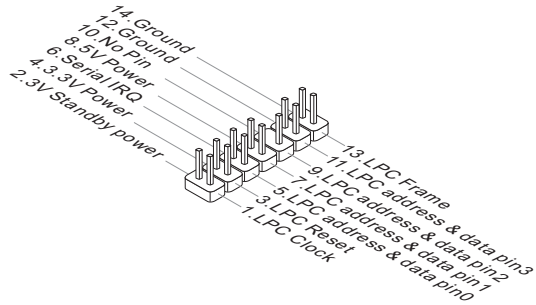 14.Ground
12.Ground
10.No Pin
8.5V Power
6.Serial IRQ
4.3.3V Power
2.3V Standby power
13.LPC Frame
11.LPC address & data pin3
9.LPC address & data pin2
7.LPC address & data pin1
5.LPC address & data pin0
3.LPC Reset
1.LPC Clock